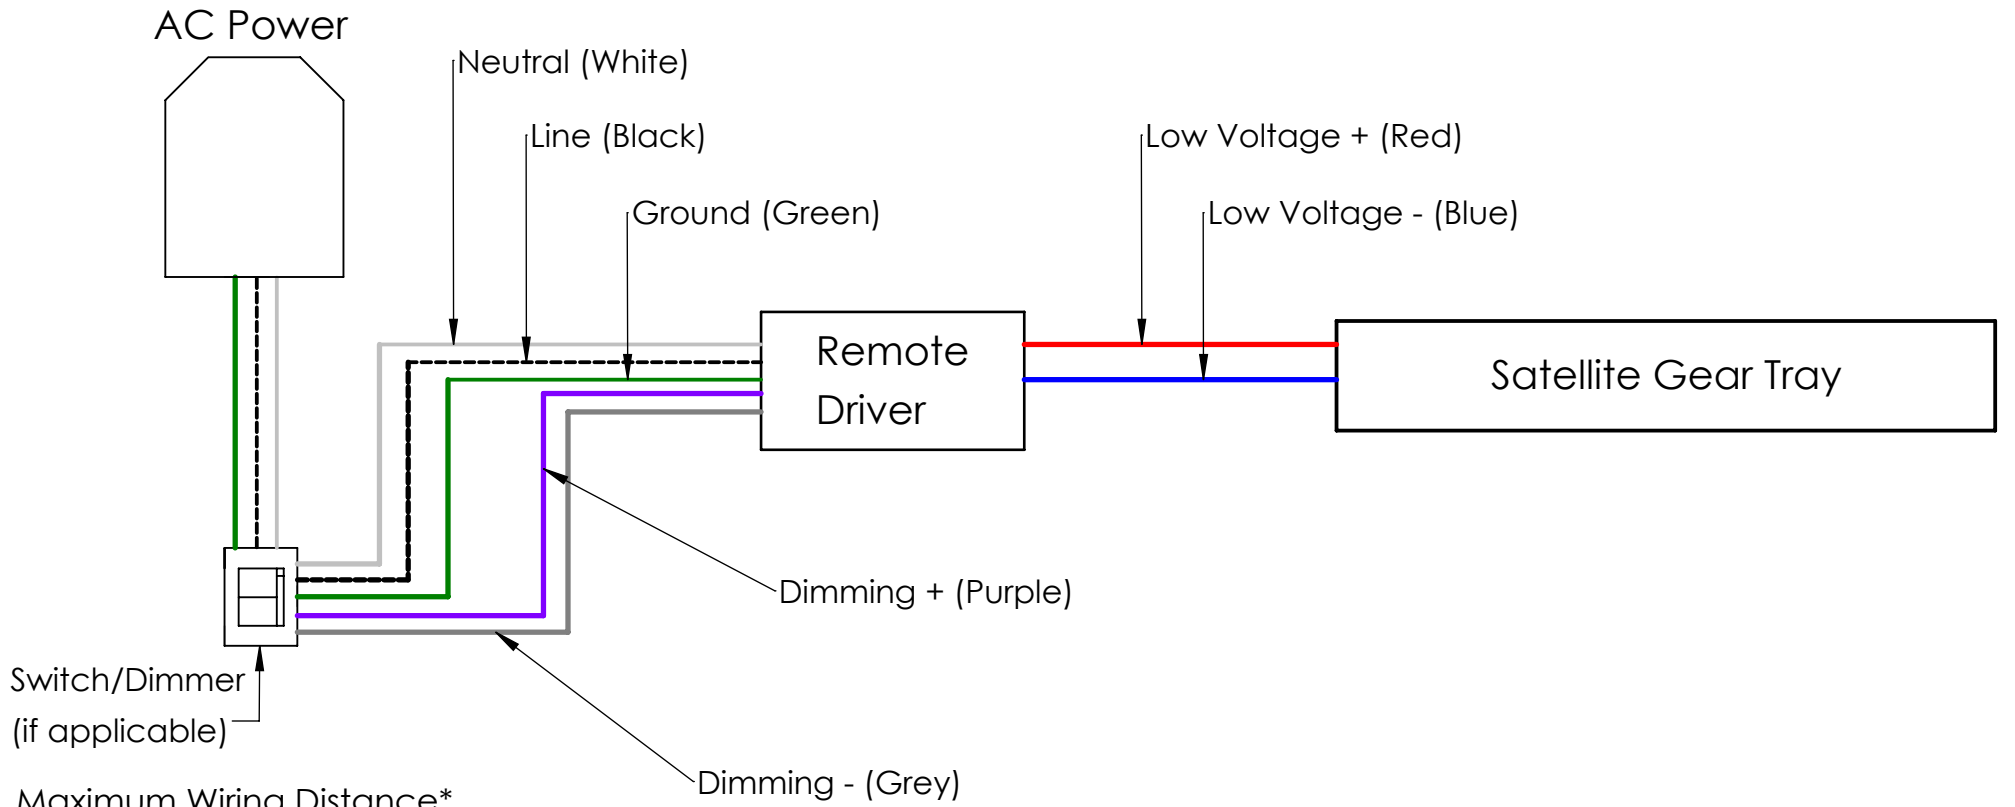 AC Power
Neutral (White)
Line (Black)
Low Voltage + (Red)
Ground (Green)
Low Voltage - (Blue)
Remote
Driver
Satellite Gear Tray
Dimming + (Purple)
Switch/Dimmer
(if applicable)
Dimming - (Grey)
Maximum Wiring Distance*